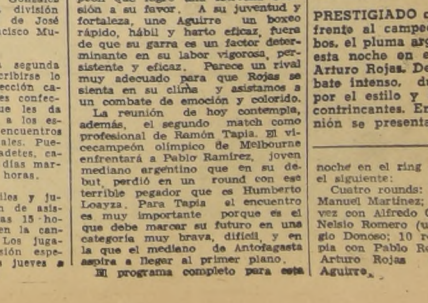 división
de José
cisco Mu-
segunda
cribirse lo
ección ca-
es confec-
ue les da
a los es-
encuentros
ales. Pue-
adetes, ca-
días mar-
horas.
iles y ju-
n de asis-
as 15 ho-
en la can-
Los juga-
sión espe-
jueves a
sión a su favor. A su juventud y
fortaleza, une Aguirre un boxeo
rápido, hábil y harto eficaz, fuera
de que su garra es un factor deter-
minante en su labor vigorosa, per-
sistente y eficaz. Parece un rival
muy adecuado para que Rojas se
sienta en su clima y asistamos a
un combate de emoción y colorido.
La reunión de hoy contempla,
además, el segundo match como
profesional de Ramón Tapia. El vi-
cecampeón olímpico de Melbourne
enfrentará a Pablo Ramírez, joven
mediano argentino que en su de-
but perdió en un round con ese
terrible pegador que es Humberto
Loayza. Para Tapia el encuentro
es muy importante porque es el
que debe marcar su futuro en una
categoría muy brava, difícil, y en
la que el mediano de Antofagasta
aspira a llegar al primer plano.
El programa completo para esta
PRESTIGIADO
frente al campe
bos, el pluma arg
esta noche en e
Arturo Rojas. De
bate intenso,
por el estilo y
contrincantes. En
nión se presenta
noche en el ring
el siguiente:
Cuatro rounds:
Manuel Martínez;
vez con Alfredo
Nelsio Romero (u
gio Donoso; 10 ro
pia con Pablo R
Arturo Rojas
Aguirre.